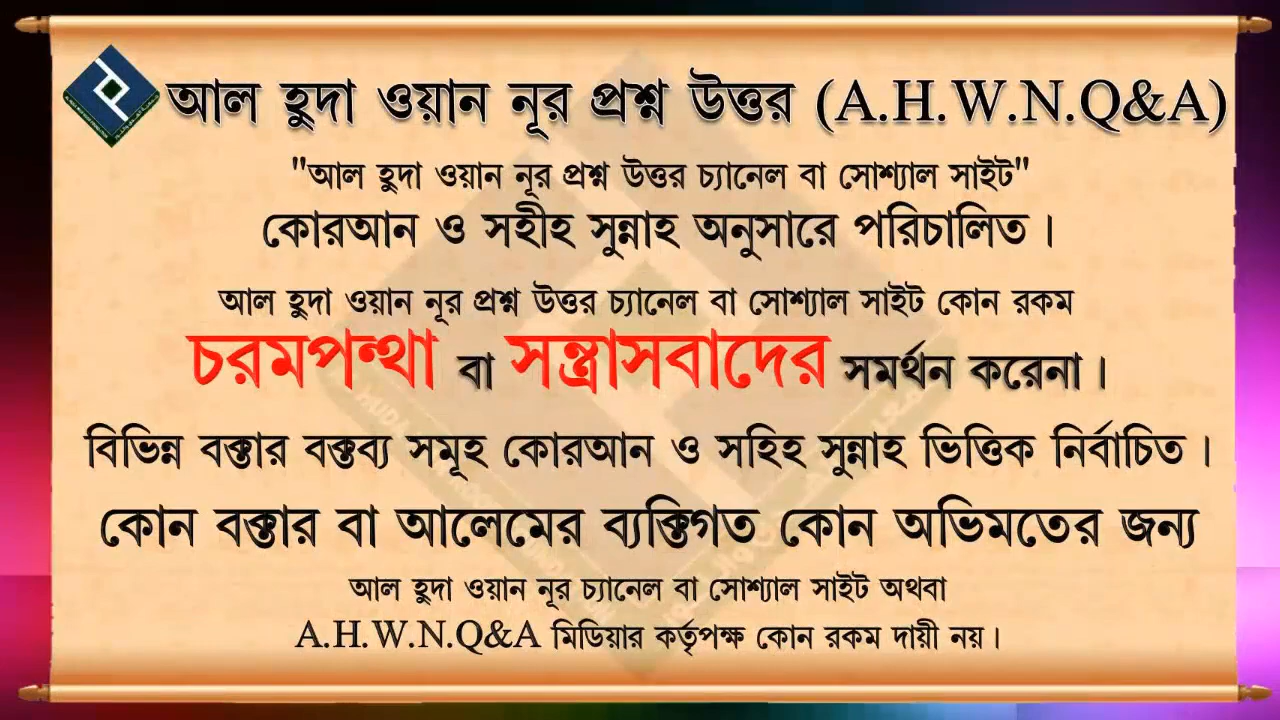 আল হুদা ওয়ান নূর প্রশ্ন উত্তর (A.H.W.N.Q&A)
"আল হুদা ওয়ান নূর প্রশ্ন উত্তর চ্যানেল বা সোশ্যাল সাইট"
কোরআন ও সহীহ সুন্নাহ অনুসারে পরিচালিত।
আল হুদা ওয়ান নূর প্রশ্ন উত্তর চ্যানেল বা সোশ্যাল সাইট কোন রকম
চরমপন্থা বা সন্ত্রাসবাদের সমর্থন করেনা।
বিভিন্ন বক্তার বক্তব্য সমূহ কোরআন ও সহিহ সুন্নাহ ভিত্তিক নির্বাচিত।
কোন বক্তার বা আলেমের ব্যক্তিগত কোন অভিমতের জন্য
আল হুদা ওয়ান নূর চ্যানেল বা সোশ্যাল সাইট অথবা
A.H.W.N.Q&A মিডিয়ার কর্তৃপক্ষ কোন রকম দায়ী নয়।